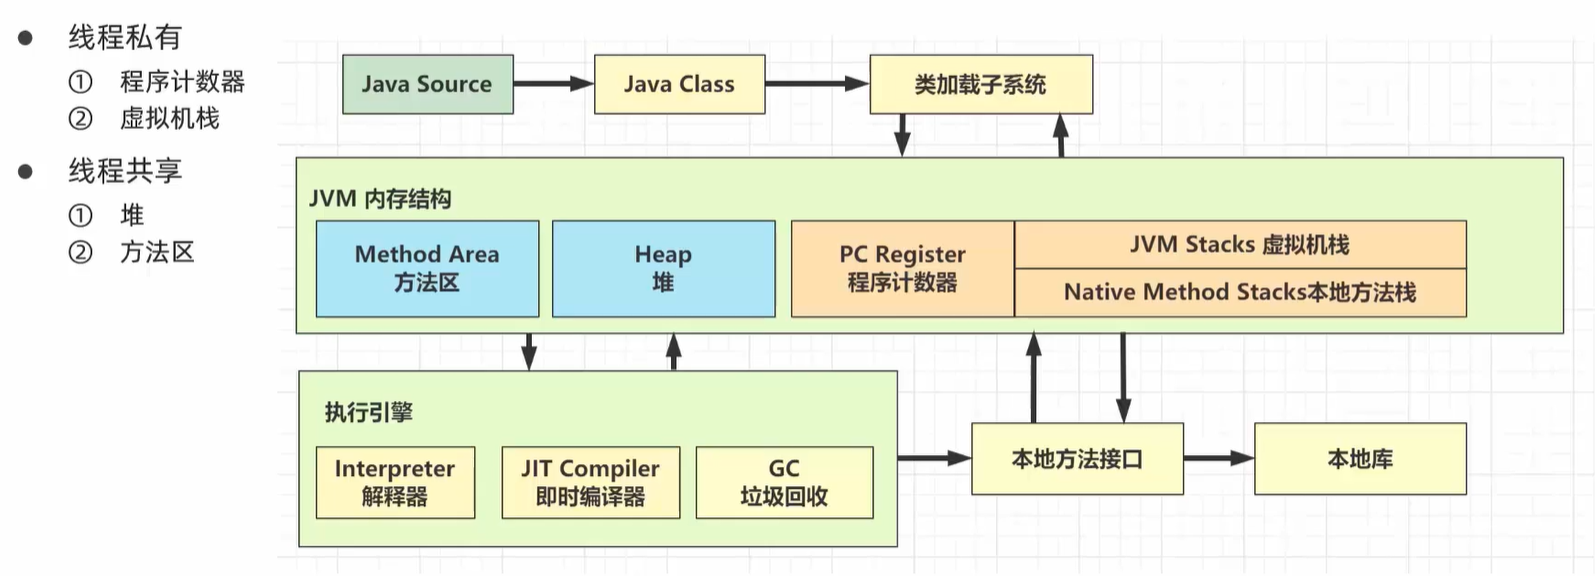 ● 线程私有
① 程序计数器
② 虚拟机栈
● 线程共享
① 堆
② 方法区
Java Source
Java Class
类加载子系统
JVM 内存结构
Method Area
方法区
Heap
堆
PC Register
程序计数器
JVM Stacks 虚拟机栈
Native Method Stacks本地方法栈
执行引擎
Interpreter
解释器
JIT Compiler
即时编译器
GC
垃圾回收
本地方法接口
本地库